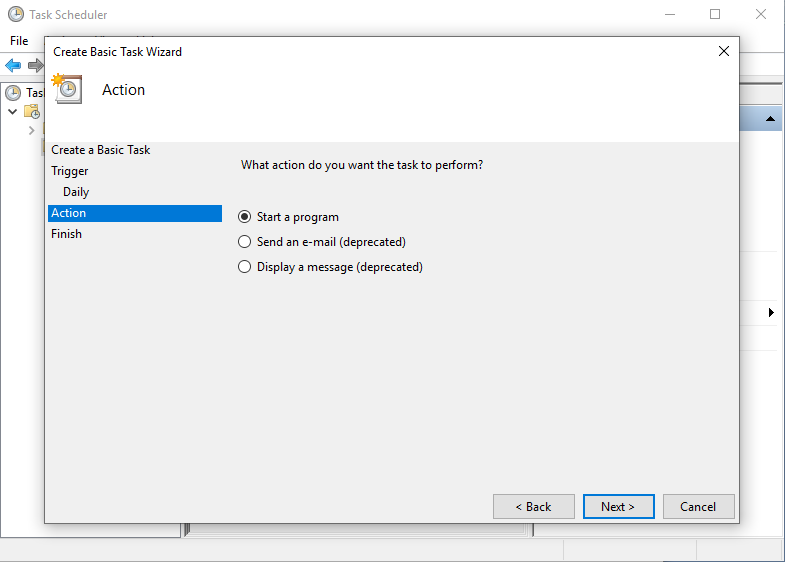 Task Scheduler
File
Create Basic Task Wizard
Action
Create a Basic Task
Trigger
Daily
Action
Finish
What action do you want the task to perform?
Start a program
Send an e-mail (deprecated)
Display a message (deprecated)
< Back
Next >
Cancel